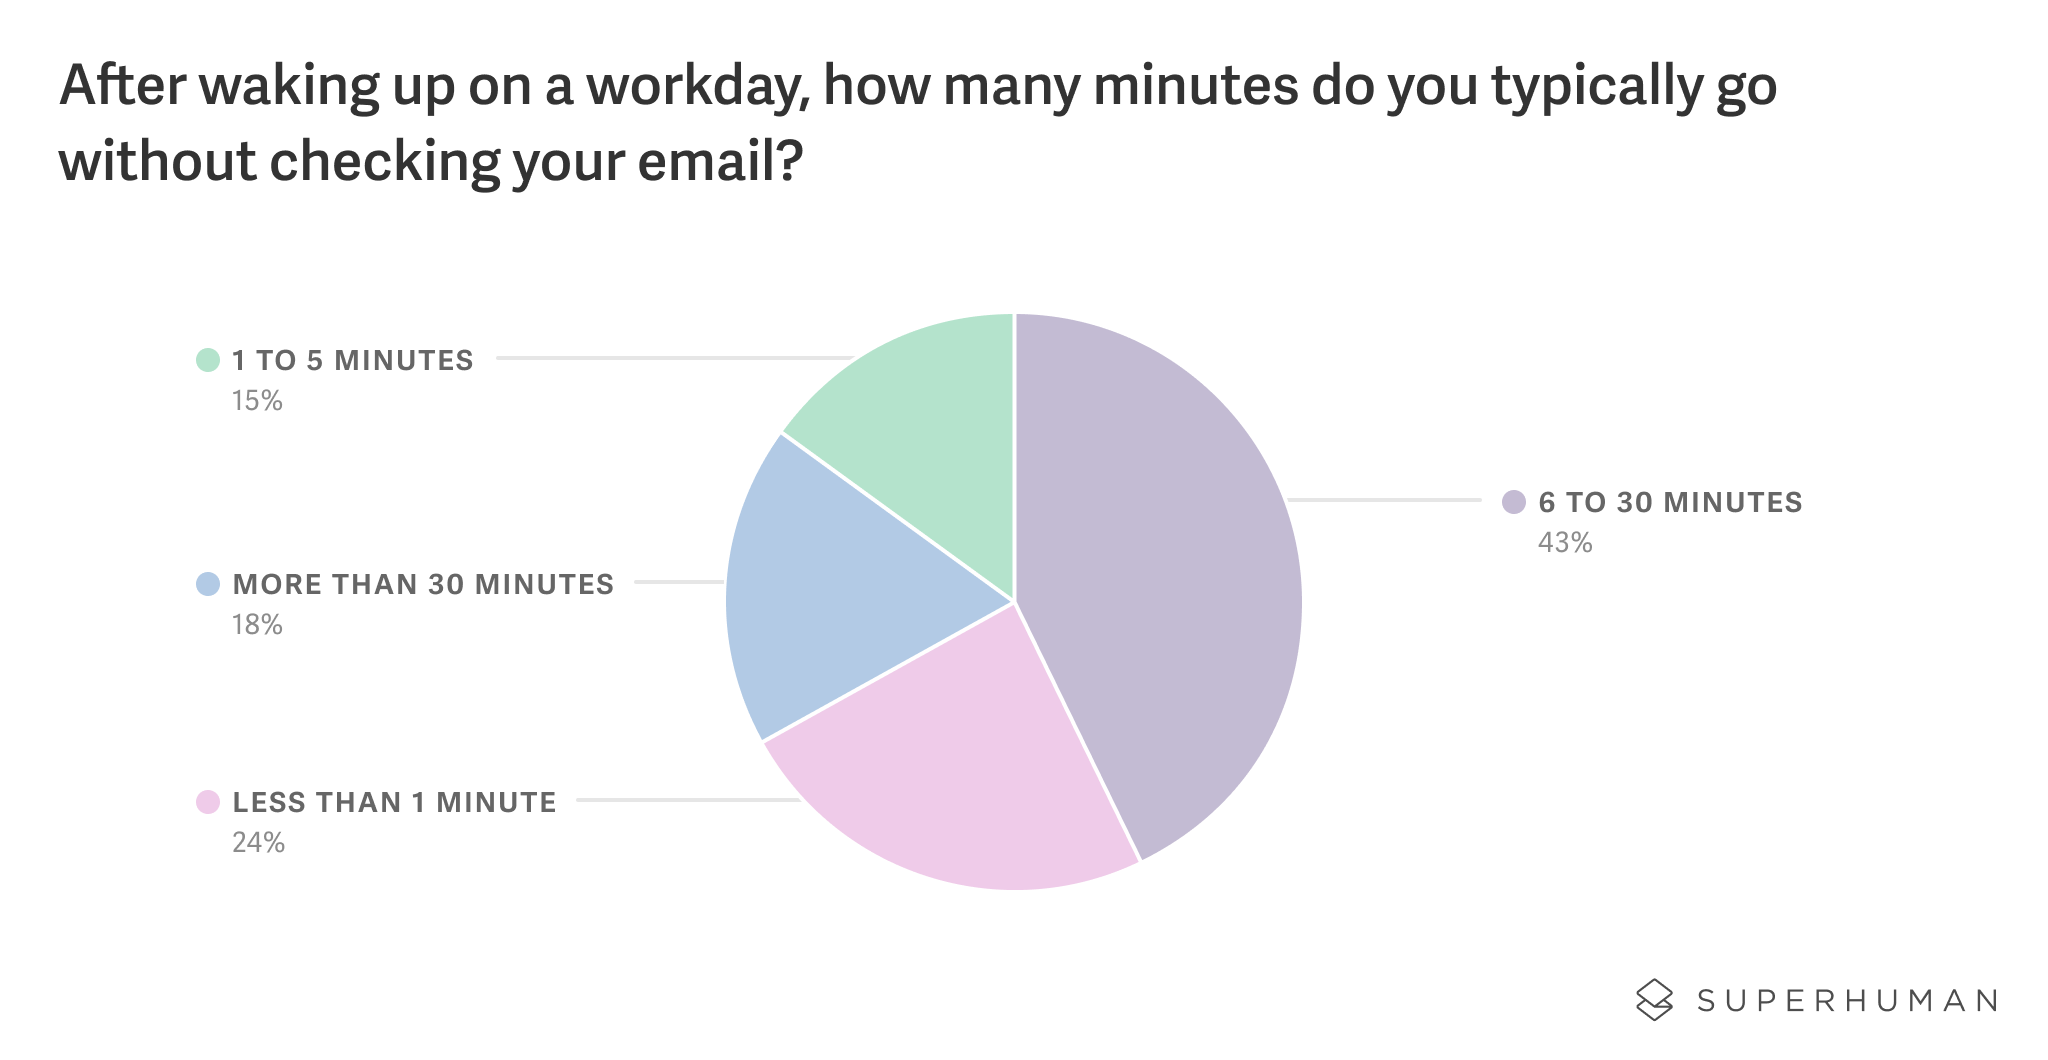 After waking up on a workday, how many minutes do you typically go
without checking your email?
1 TO 5 MINUTES
15%
6 TO 30 MINUTES
43%
MORE THAN 30 MINUTES
18%
LESS THAN 1 MINUTE
24%
SUPERHUMAN